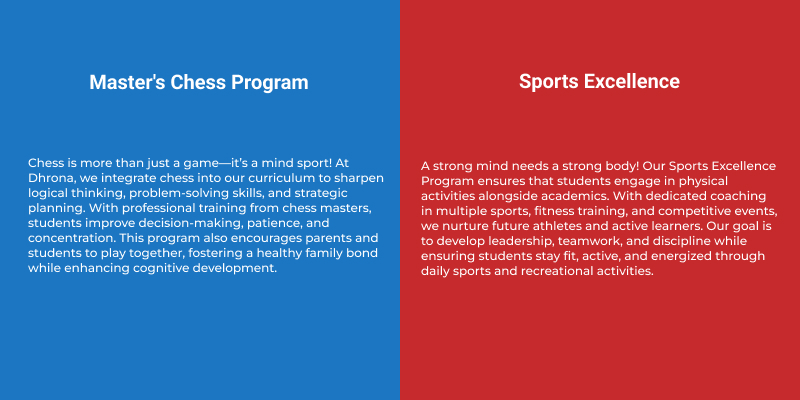 Master's Chess Program
Chess is more than just a game—it's a mind sport! At
Dhrona, we integrate chess into our curriculum to sharpen
logical thinking, problem-solving skills, and strategic
planning. With professional training from chess masters,
students improve decision-making, patience, and
concentration. This program also encourages parents and
students to play together, fostering a healthy family bond
while enhancing cognitive development.
Sports Excellence
A strong mind needs a strong body! Our Sports Excellence
Program ensures that students engage in physical
activities alongside academics. With dedicated coaching
in multiple sports, fitness training, and competitive events,
we nurture future athletes and active learners. Our goal is
to develop leadership, teamwork, and discipline while
ensuring students stay fit, active, and energized through
daily sports and recreational activities.